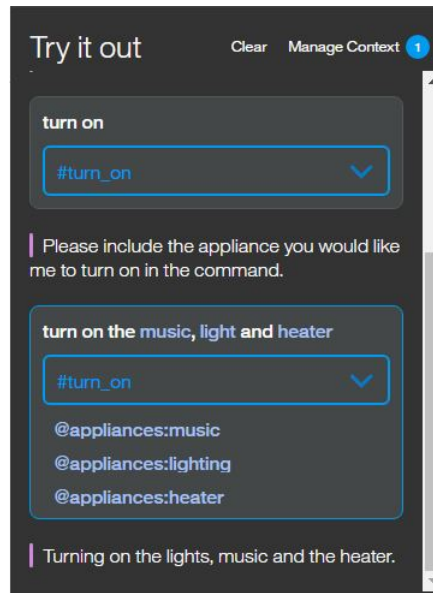 Try it out
Clear
Manage Context
1
turn on
#turn_on
Please include the appliance you would like
me to turn on in the command.
turn on the music, light and heater
#turn_on
@appliances:music
@appliances:lighting
@appliances:heater
Turning on the lights, music and the heater.